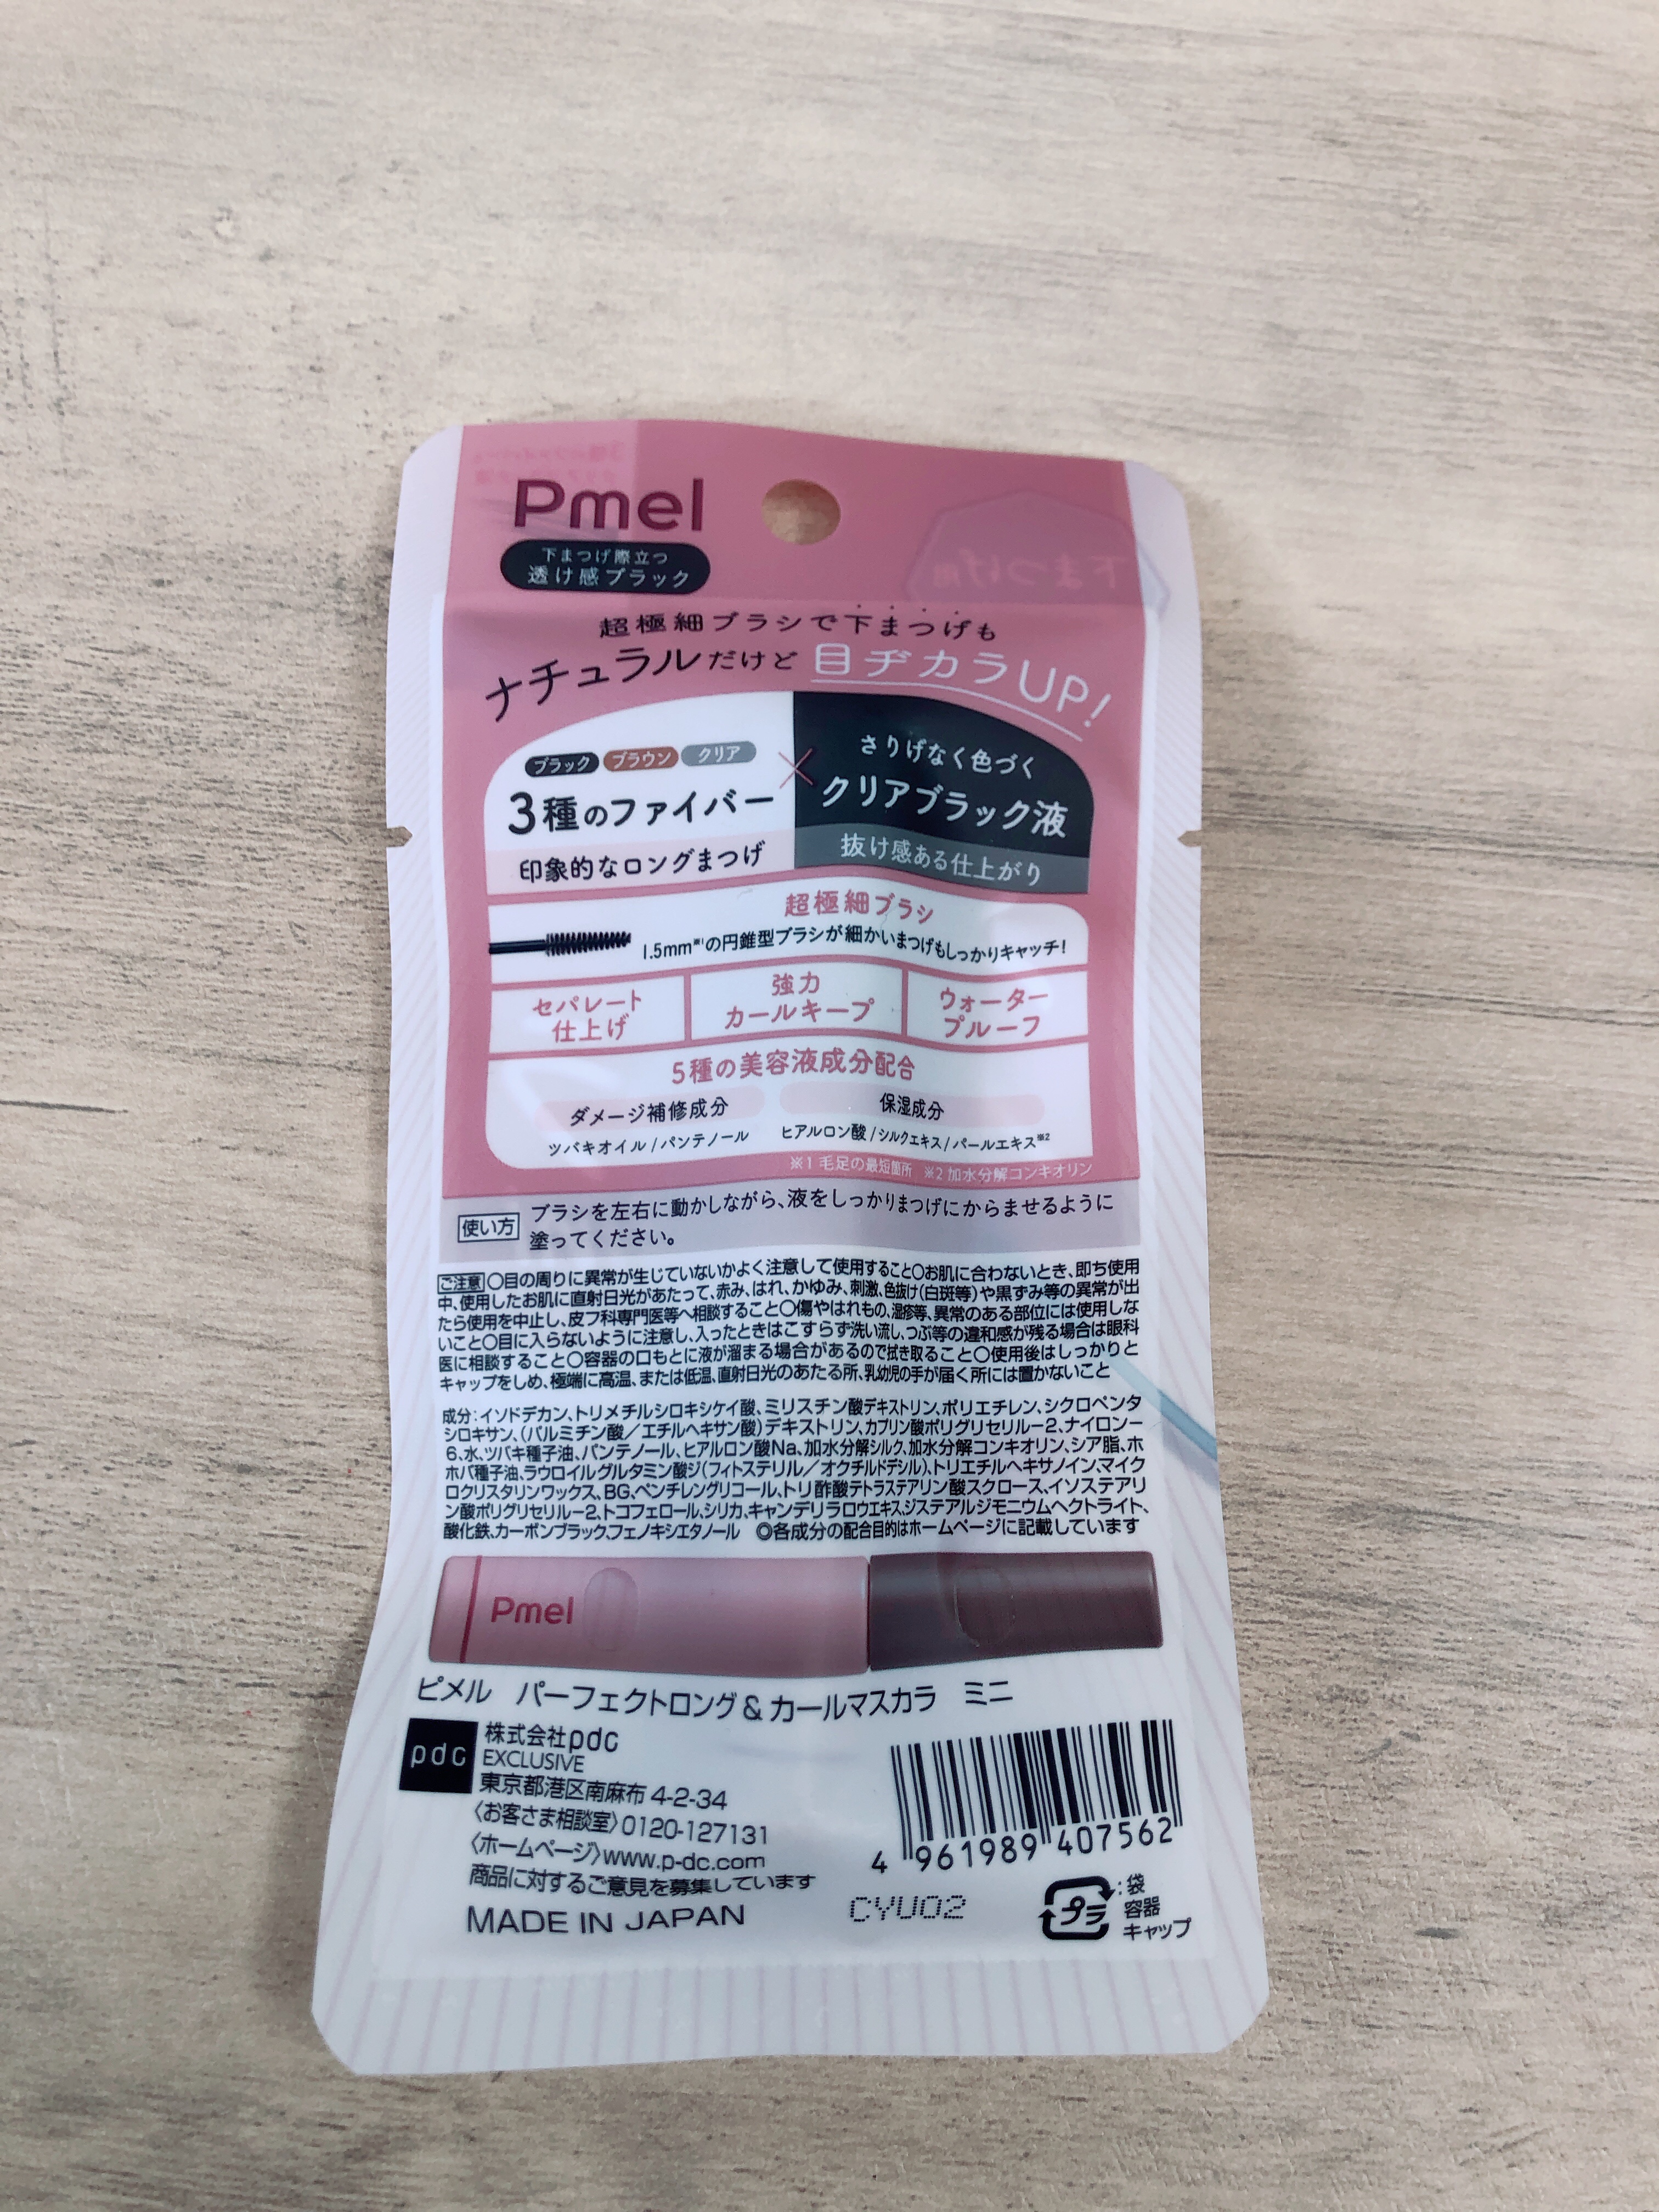 Pmel
下まつげ際立つ
透け感ブラック
超極細ブラシで下まつげも
ナチュラルだけど 目ヂカラUP!
ブラック ブラウン クリア
3種のファイバー
印象的なロングまつげ
×
さりげなく色づく
クリアブラック液
抜け感ある仕上がり
超極細ブラシ
1.5mm※1の円錐型ブラシが細かいまつげもしっかりキャッチ!
セパレート
仕上げ
強力
カールキープ
ウォーター
プルーフ
5種の美容液成分配合
ダメージ補修成分
ツバキオイル/パンテノール
保湿成分
ヒアルロン酸/シルクエキス/パールエキス※2
※1 毛足の最短箇所 ※2 加水分解コンキオリン
使い方 ブラシを左右に動かしながら、液をしっかりまつげにからませるように
塗ってください。
ご注意 〇目の周りに異常が生じていないかよく注意して使用すること〇お肌に合わないとき、即ち使用
中、使用したお肌に直射日光があたって、赤み、はれ、かゆみ、刺激、色抜け(白斑等)や黒ずみ等の異常が出
たら使用を中止し、皮フ科専門医等へ相談すること〇傷やはれもの、湿疹等、異常のある部位には使用しな
いこと〇目に入らないように注意し、入ったときはこすらず洗い流し、つぶ等の違和感が残る場合は眼科
医に相談すること〇容器の口もとに液が溜まる場合があるので拭き取ること〇使用後はしっかりと
キャップをしめ、極端に高温、または低温、直射日光のあたる所、乳幼児の手が届く所には置かないこと
成分:イソドデカン、トリメチルシロキシケイ酸、ミリスチン酸デキストリン、ポリエチレン、シクロペンタ
シロキサン、(パルミチン酸/エチルヘキサン酸)デキストリン、カプリン酸ポリグリセリル-2、ナイロン-
6、水、ツバキ種子油、パンテノール、ヒアルロン酸Na、加水分解シルク、加水分解コンキオリン、シア脂、ホ
ホバ種子油、ラウロイルグルタミン酸ジ(フィトステリル/オクチルドデシル)、トリエチルヘキサノイン、マイク
ロクリスタリンワックス、BG、ペンチレングリコール、トリ酢酸テトラステアリン酸スクロース、イソステアリ
ン酸ポリグリセリル-2、トコフェロール、シリカ、キャンデリラロウエキス、ジステアルジモニウムヘクトライト、
酸化鉄、カーボンブラック、フェノキシエタノール ◎各成分の配合目的はホームページに記載しています
Pmel
ピメル パーフェクトロング&カールマスカラ ミニ
pdc
株式会社pdc
EXCLUSIVE
東京都港区南麻布 4-2-34
〈お客さま相談室〉0120-127131
〈ホームページ〉www.p-dc.com
商品に対するご意見を募集しています
MADE IN JAPAN
4 961989 407562
CYU02
プラ
:袋
容器
キャップ